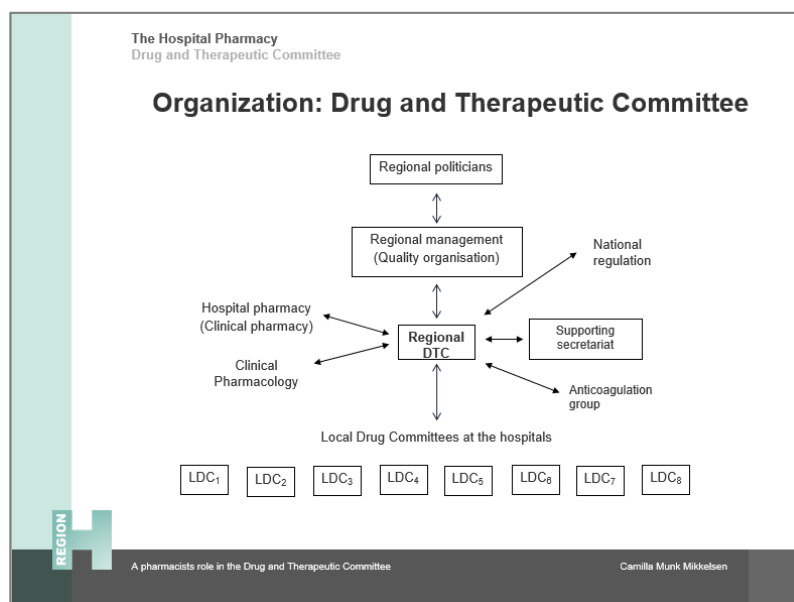 The Hospital Pharmacy
Drug and Therapeutic Committee
Organization: Drug and Therapeutic Committee
Regional politicians
Regional management
(Quality organisation)
National
regulation
Hospital pharmacy
(Clinical pharmacy)
Regional
DTC
Supporting
secretariat
Clinical
Pharmacology
Anticoagulation
group
Local Drug Committees at the hospitals
LDC₁ LDC₂ LDC₃ LDC₄ LDC₅ LDC₆ LDC₇ LDC₈
REGION
H
A pharmacists role in the Drug and Therapeutic Committee
Camilla Munk Mikkelsen